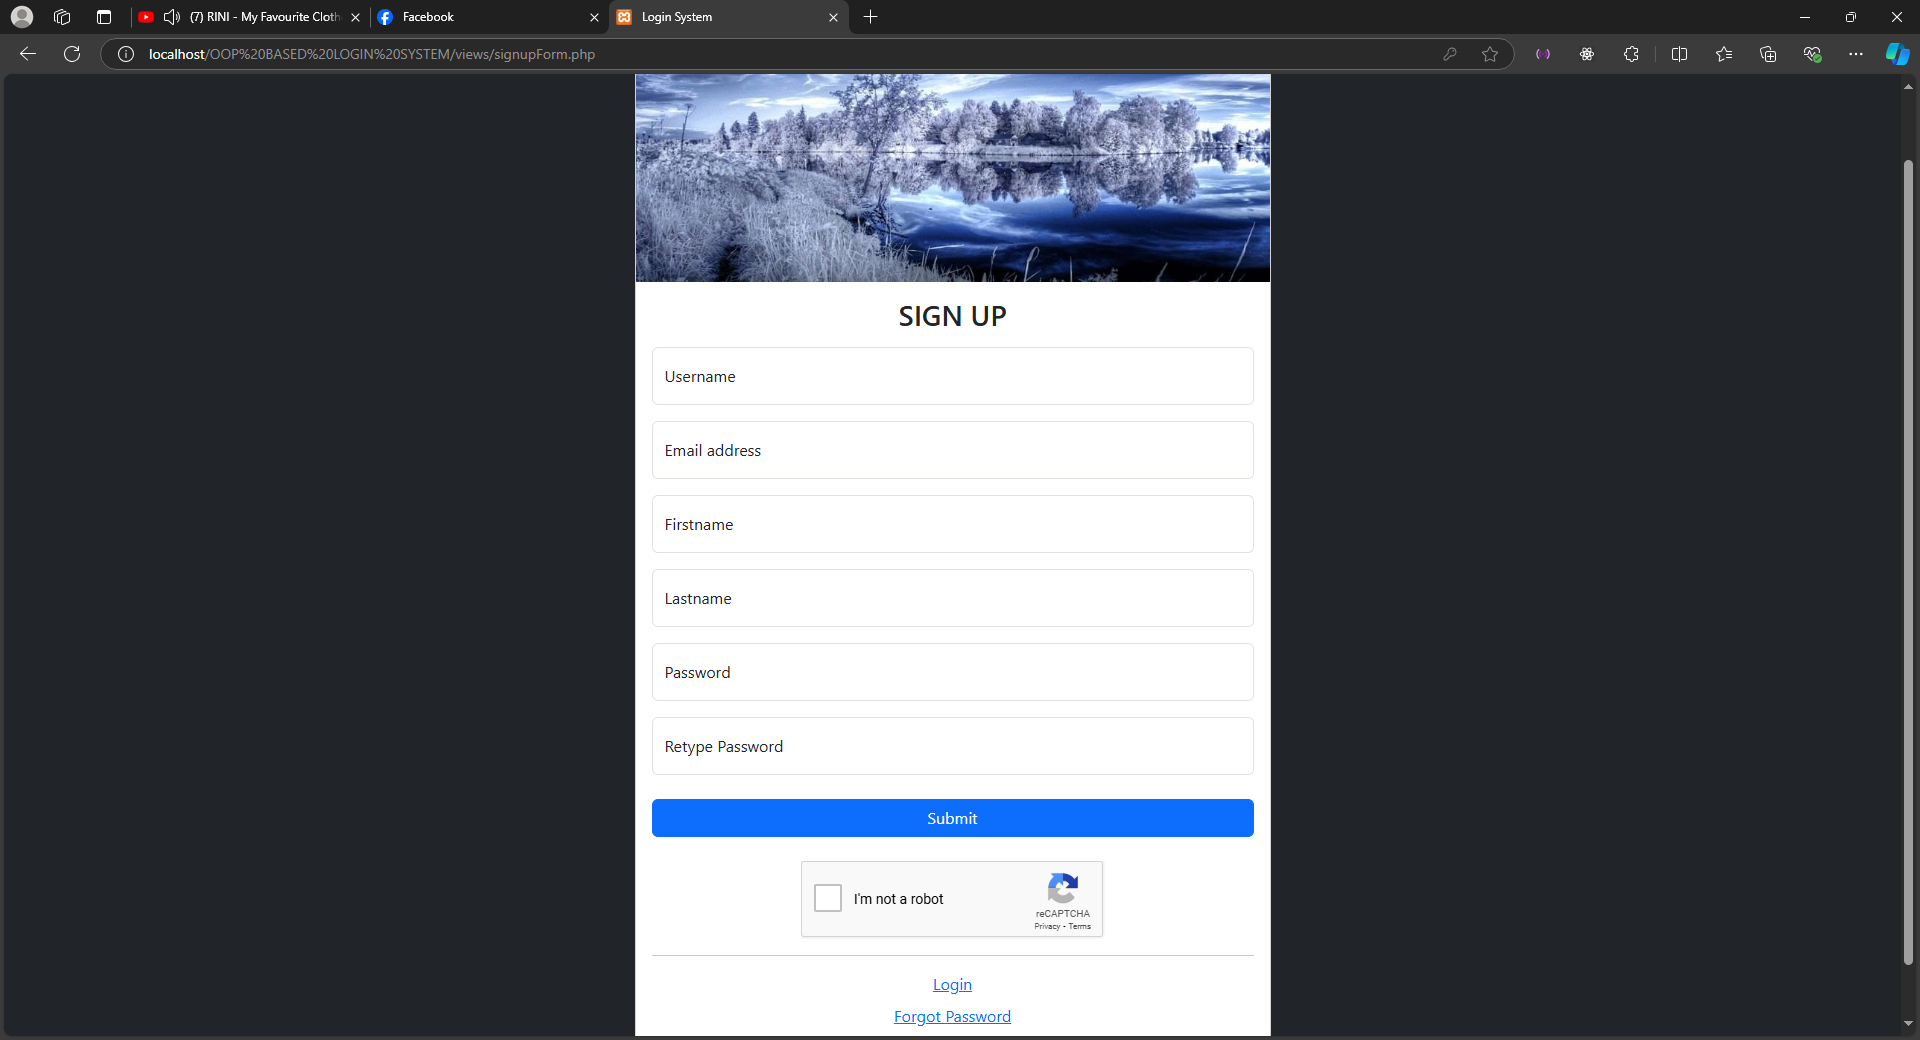 (7) RINI - My Favourite Cloth
Facebook
Login System
localhost/OOP%20BASED%20LOGIN%20SYSTEM/views/signupForm.php
SIGN UP
Username
Email address
Firstname
Lastname
Password
Retype Password
Submit
I'm not a robot
reCAPTCHA
Privacy - Terms
Login
Forgot Password